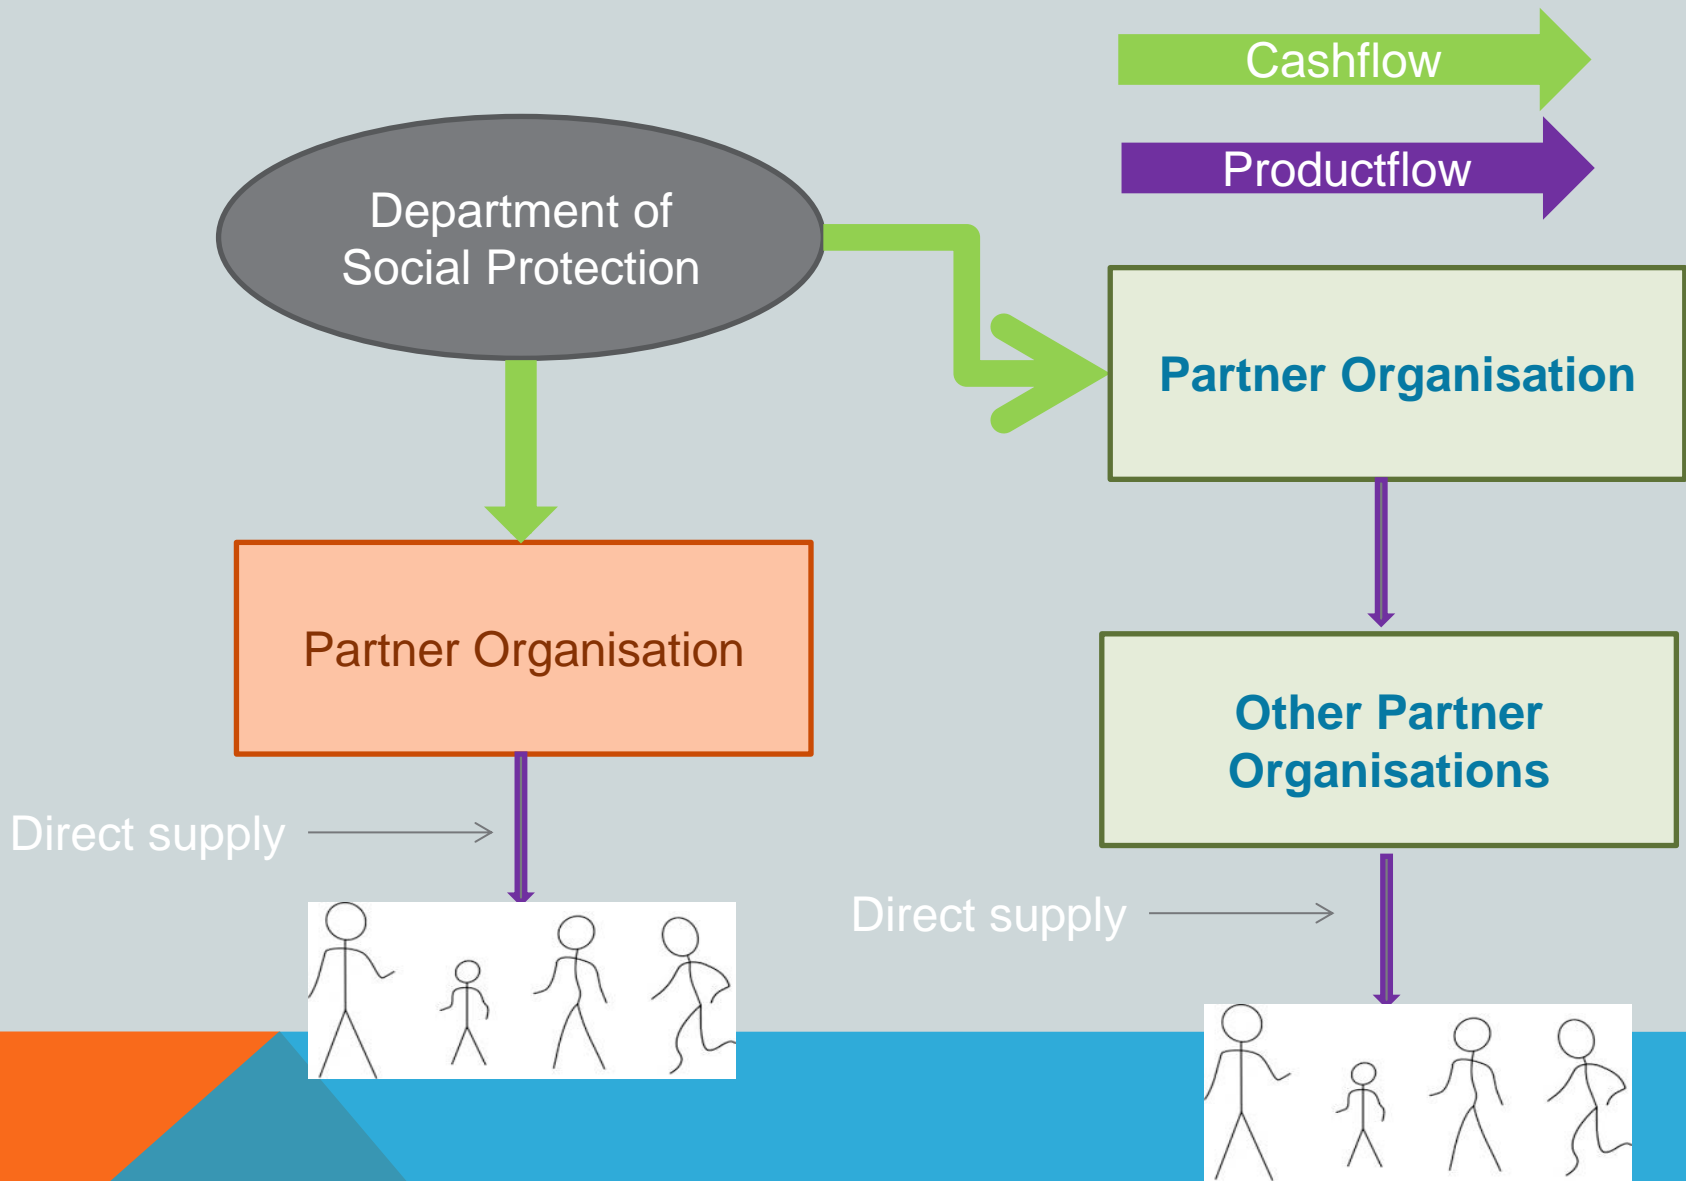 Cashflow
Productflow
Department of
Social Protection
Partner Organisation
Partner Organisation
Other Partner
Organisations
Direct supply
Direct supply